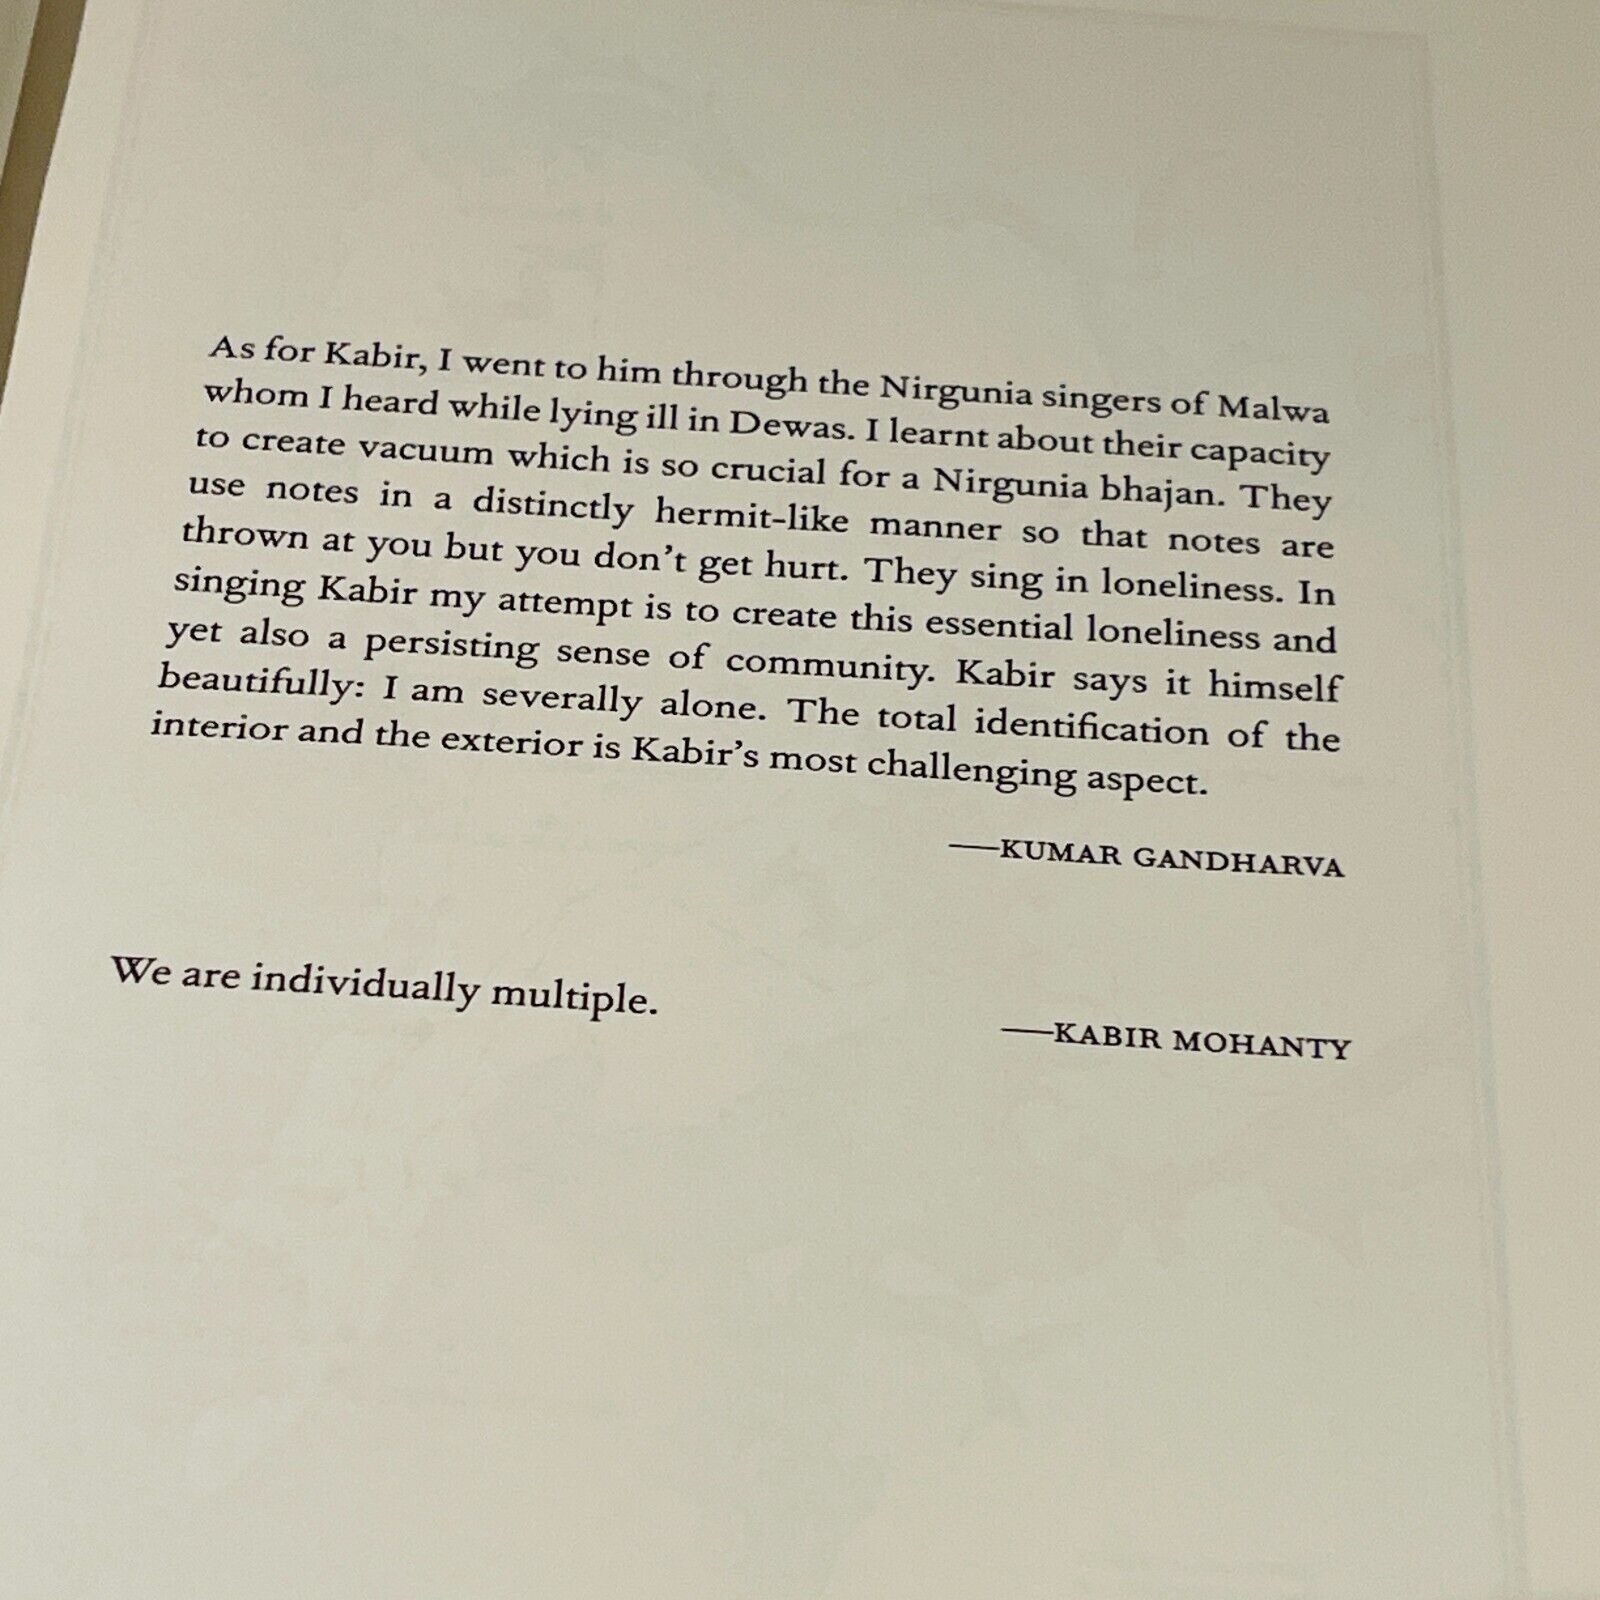 As for Kabir, I went to him through the Nirgunia singers of Malwa
whom I heard while lying ill in Dewas. I learnt about their capacity
to create vacuum which is so crucial for a Nirgunia bhajan. They
use notes in a distinctly hermit-like manner so that notes are
thrown at you but you don’t get hurt. They sing in loneliness. In
singing Kabir my attempt is to create this essential loneliness and
yet also a persisting sense of community. Kabir says it himself
beautifully: I am severally alone. The total identification of the
interior and the exterior is Kabir’s most challenging aspect.
—KUMAR GANDHARVA
We are individually multiple.
—KABIR MOHANTY